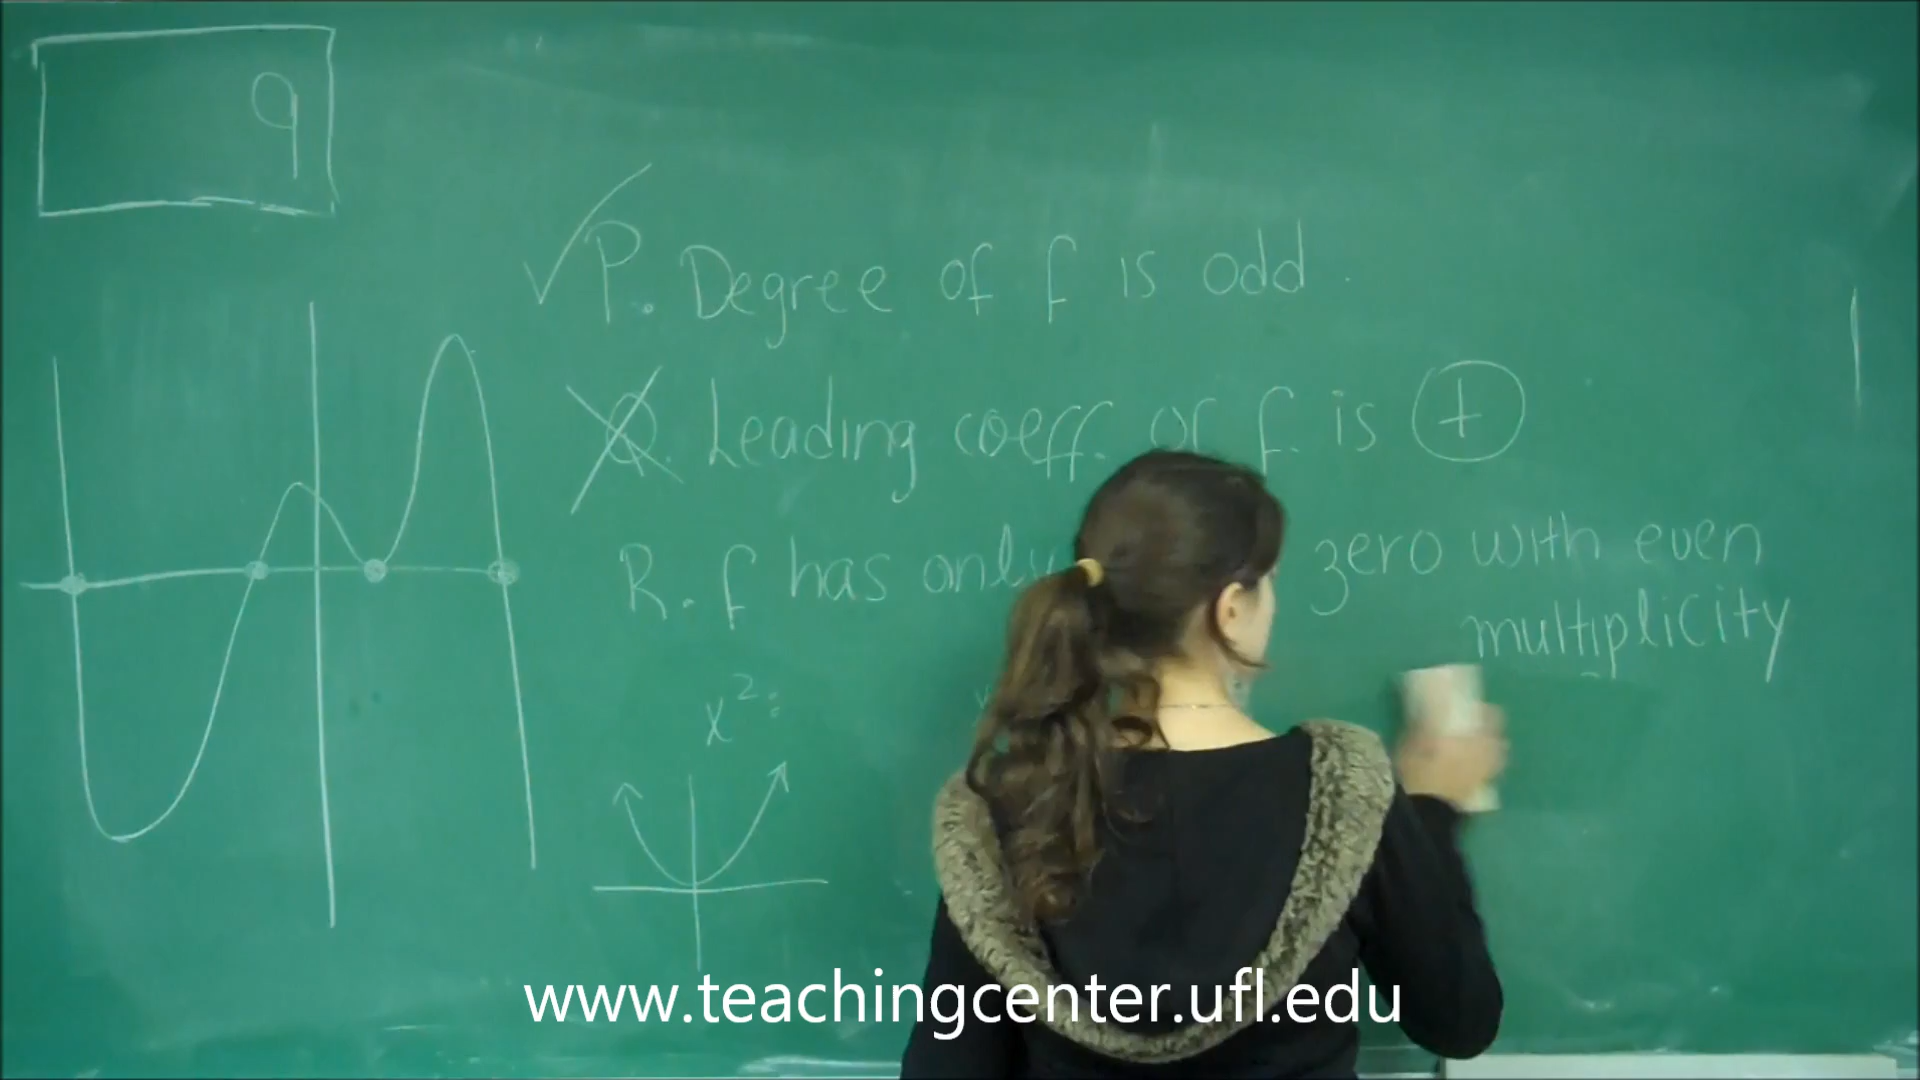 9
P. Degree of f is odd.
Q. Leading coeff. of f. is +
R. f has only zero with even
multiplicity
x²:
www.teachingcenter.ufl.edu